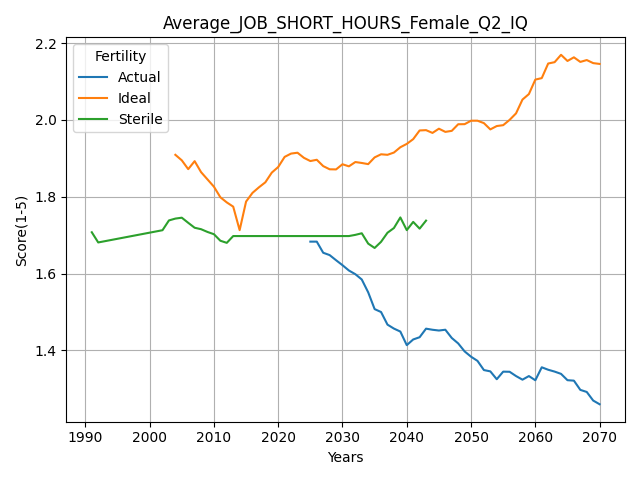 Average_JOB_SHORT_HOURS_Female_Q2_IQ
Fertility
Actual
Ideal
Sterile
Score(1-5)
2.2
2.0
1.8
1.6
1.4
1990 2000 2010 2020 2030 2040 2050 2060 2070
Years